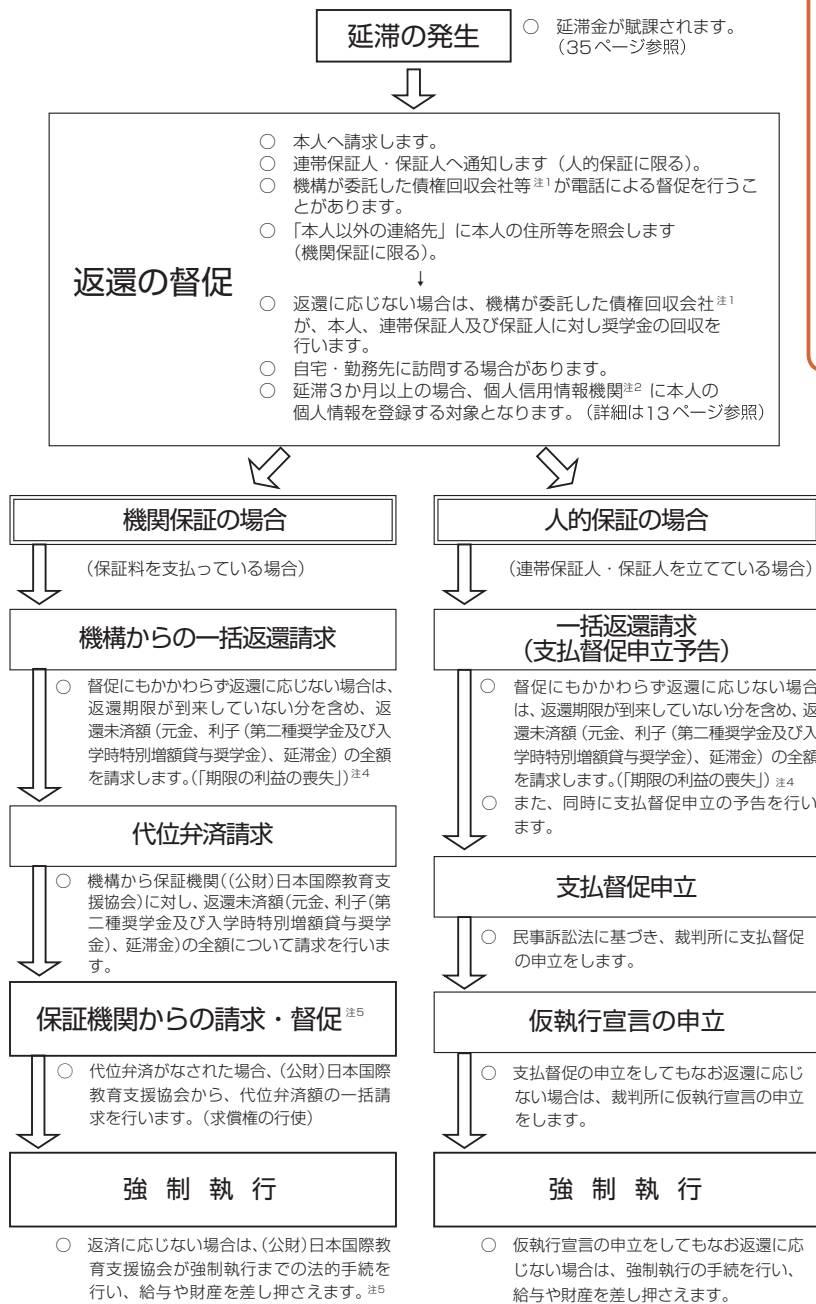 延滞の発生
○ 延滞金が賦課されます。
（35ページ参照）
返還の督促
○ 本人へ請求します。
○ 連帯保証人・保証人へ通知します（人的保証に限る）。
○ 機構が委託した債権回収会社等注1が電話による督促を行うこ
とがあります。
○ 「本人以外の連絡先」に本人の住所等を照会します
（機関保証に限る）。
↓
○ 返還に応じない場合は、機構が委託した債権回収会社注1
が、本人、連帯保証人及び保証人に対し奨学金の回収を
行います。
○ 自宅・勤務先に訪問する場合があります。
○ 延滞３か月以上の場合、個人信用情報機関注2 に本人の
個人情報を登録する対象となります。（詳細は13ページ参照）
機関保証の場合
（保証料を支払っている場合）
機構からの一括返還請求
○ 督促にもかかわらず返還に応じない場合は、
返還期限が到来していない分を含め、返
還未済額（元金、利子（第二種奨学金及び入
学時特別増額貸与奨学金）、延滞金）の全額
を請求します。（「期限の利益の喪失」）注4
代位弁済請求
○ 機構から保証機関（（公財）日本国際教育支
援協会）に対し、返還未済額（元金、利子（第
二種奨学金及び入学時特別増額貸与奨学
金）、延滞金）の全額について請求を行いま
す。
保証機関からの請求・督促注5
○ 代位弁済がなされた場合、（公財）日本国際
教育支援協会から、代位弁済額の一括請
求を行います。（求償権の行使）
強制執行
○ 返済に応じない場合は、（公財）日本国際教
育支援協会が強制執行までの法的手続を
行い、給与や財産を差し押さえます。注5
人的保証の場合
（連帯保証人・保証人を立てている場合）
一括返還請求
（支払督促申立予告）
○ 督促にもかかわらず返還に応じない場合
は、返還期限が到来していない分を含め、返
還未済額（元金、利子（第二種奨学金及び入
学時特別増額貸与奨学金）、延滞金）の全額
を請求します。（「期限の利益の喪失」）注4
○ また、同時に支払督促申立の予告を行い
ます。
支払督促申立
○ 民事訴訟法に基づき、裁判所に支払督促
の申立をします。
仮執行宣言の申立
○ 支払督促の申立をしてもなお返還に応じ
ない場合は、裁判所に仮執行宣言の申立
をします。
強制執行
○ 仮執行宣言の申立をしてもなお返還に応
じない場合は、強制執行の手続を行い、
給与や財産を差し押さえます。